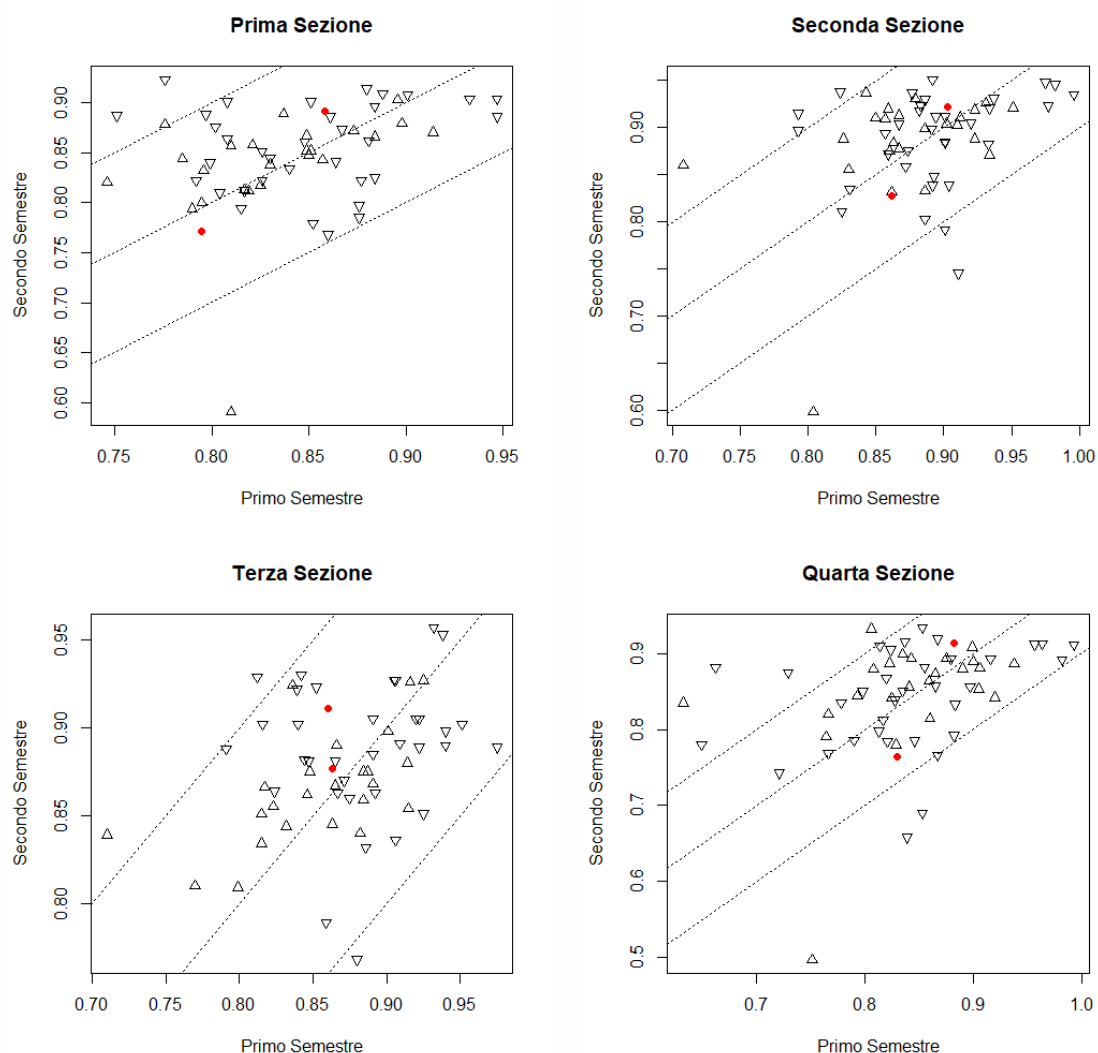 Prima Sezione
Secondo Semestre
0.60 0.65 0.70 0.75 0.80 0.85 0.90
0.75 0.80 0.85 0.90 0.95
Primo Semestre
Seconda Sezione
Secondo Semestre
0.60 0.70 0.80 0.90
0.70 0.75 0.80 0.85 0.90 0.95 1.00
Primo Semestre
Terza Sezione
Secondo Semestre
0.80 0.85 0.90 0.95
0.70 0.75 0.80 0.85 0.90 0.95
Primo Semestre
Quarta Sezione
Secondo Semestre
0.5 0.6 0.7 0.8 0.9
0.7 0.8 0.9 1.0
Primo Semestre